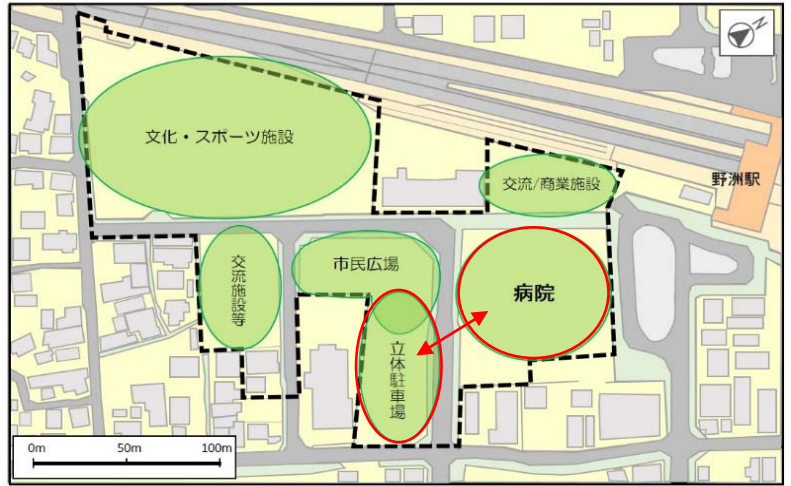 N
文化・スポーツ施設
交流/商業施設
野洲駅
交流施設等
市民広場
病院
立体駐車場
0m 50m 100m